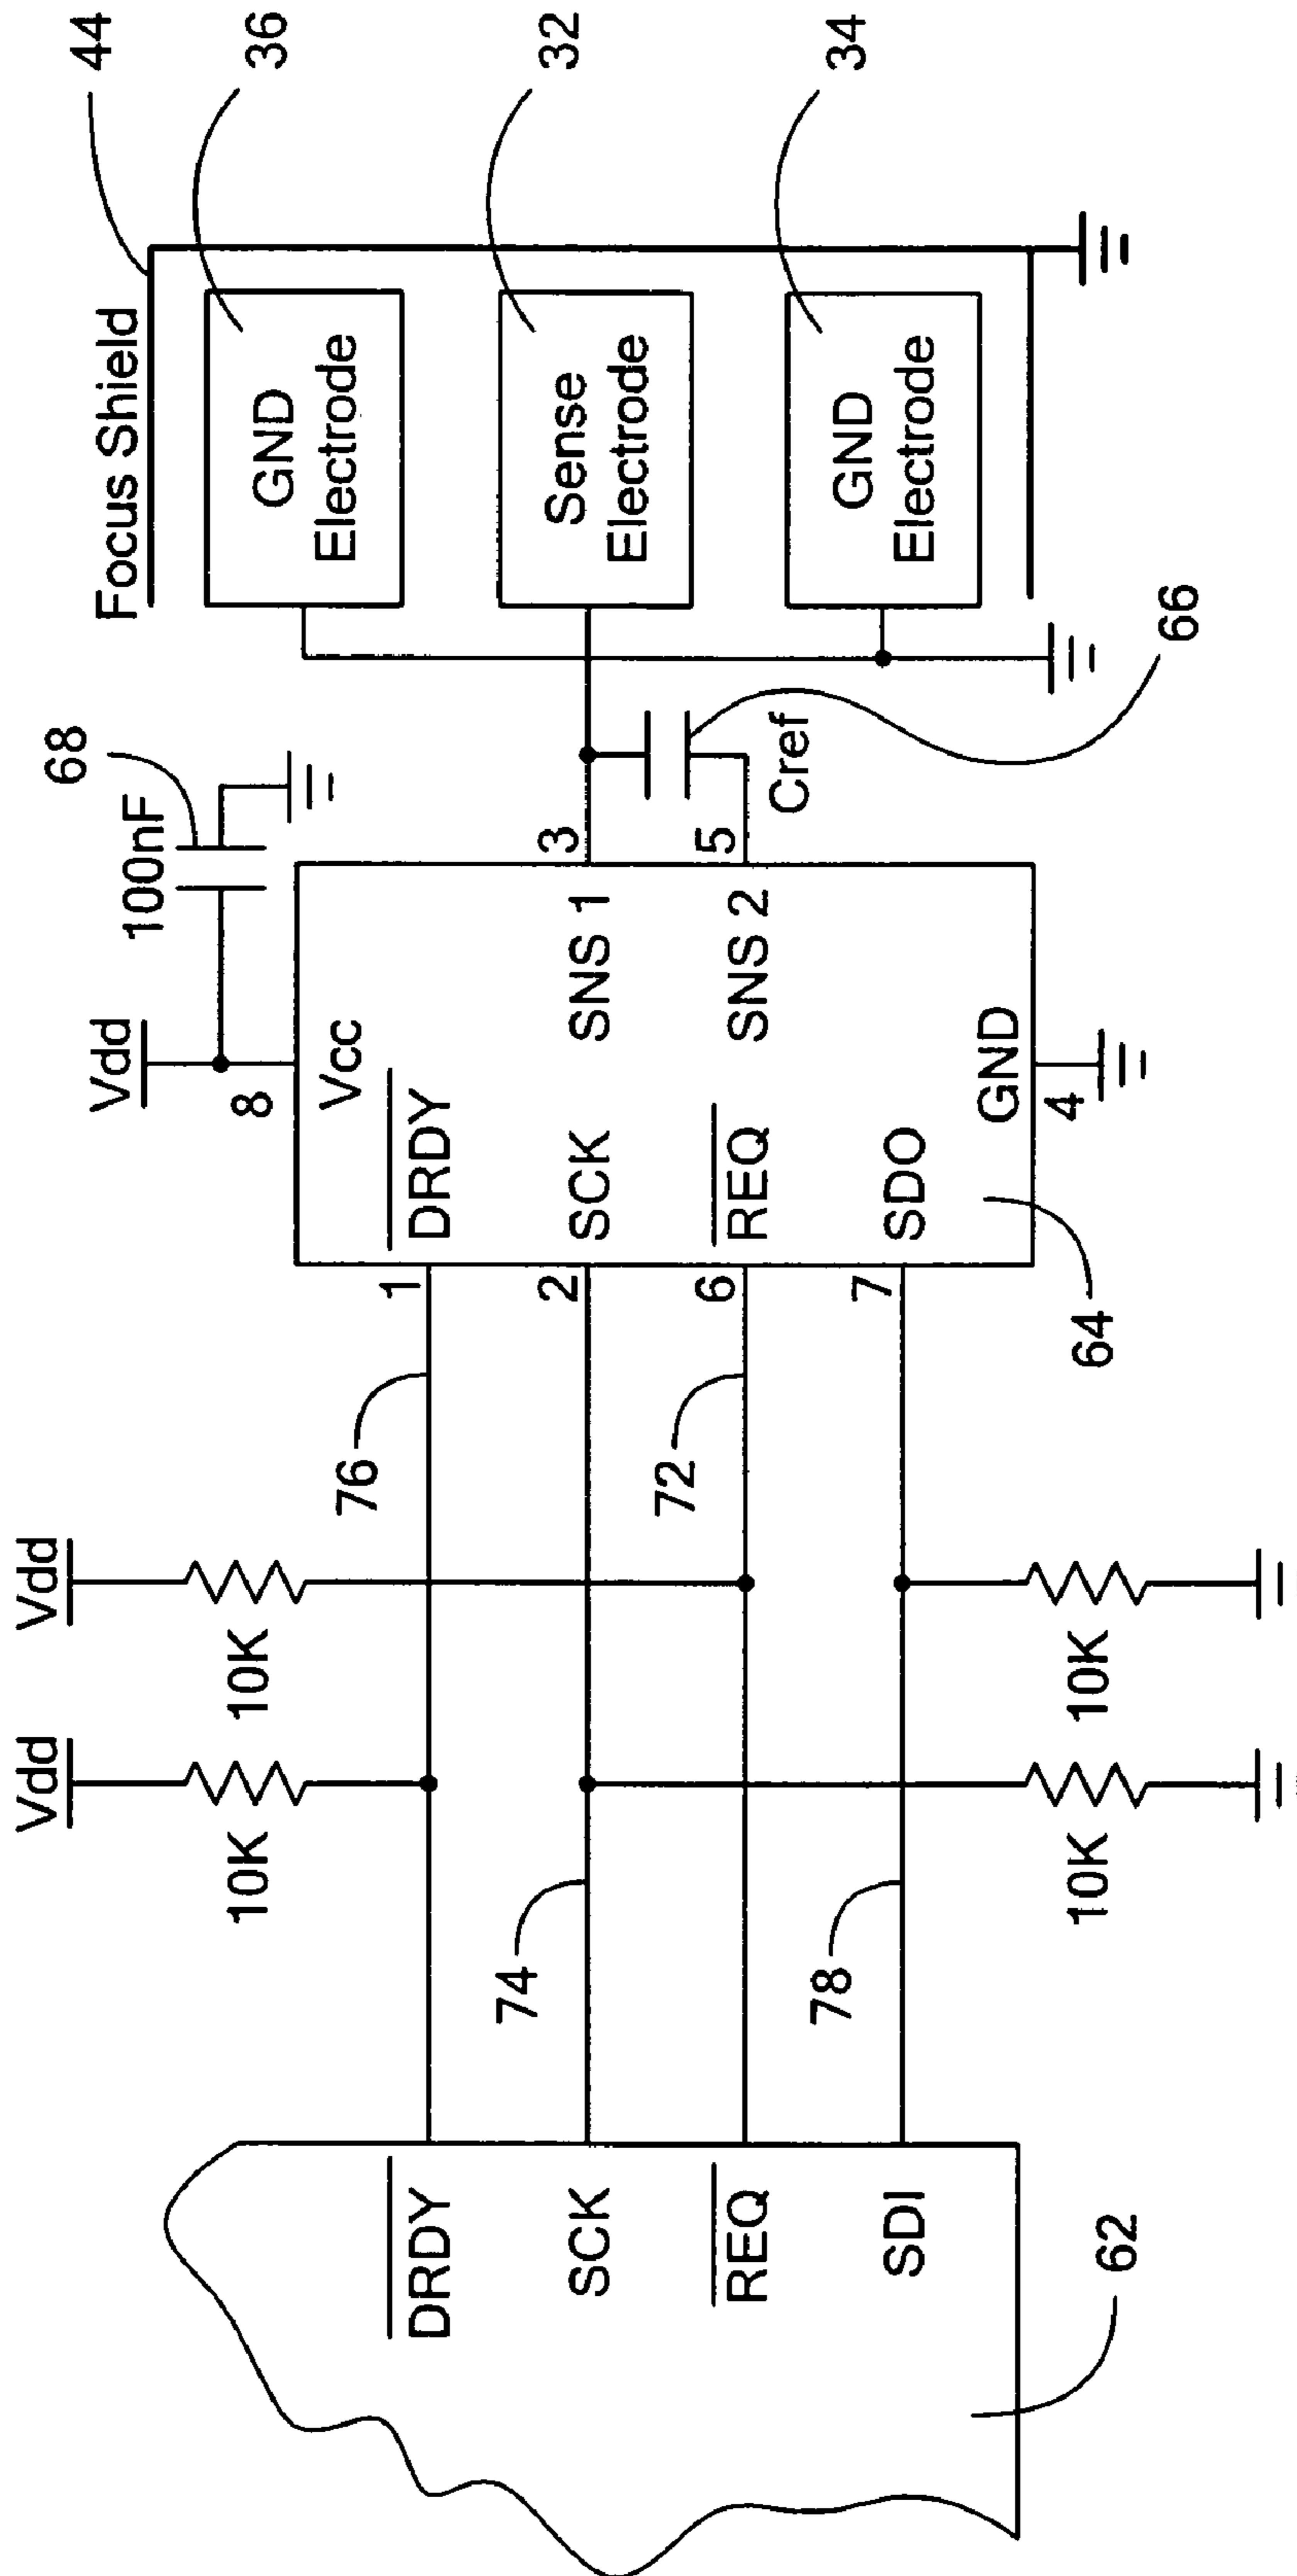 44
36
32
34
Focus Shield
GND
Electrode
Sense
Electrode
GND
Electrode
66
68
100nF
Cref
3
5
Vdd
8
Vcc
DRDY
SCK
REQ
SDO
SNS 1
SNS 2
GND
4
64
1
2
6
7
76
72
Vdd
10K
Vdd
10K
10K
10K
74
78
DRDY
SCK
REQ
SDI
62